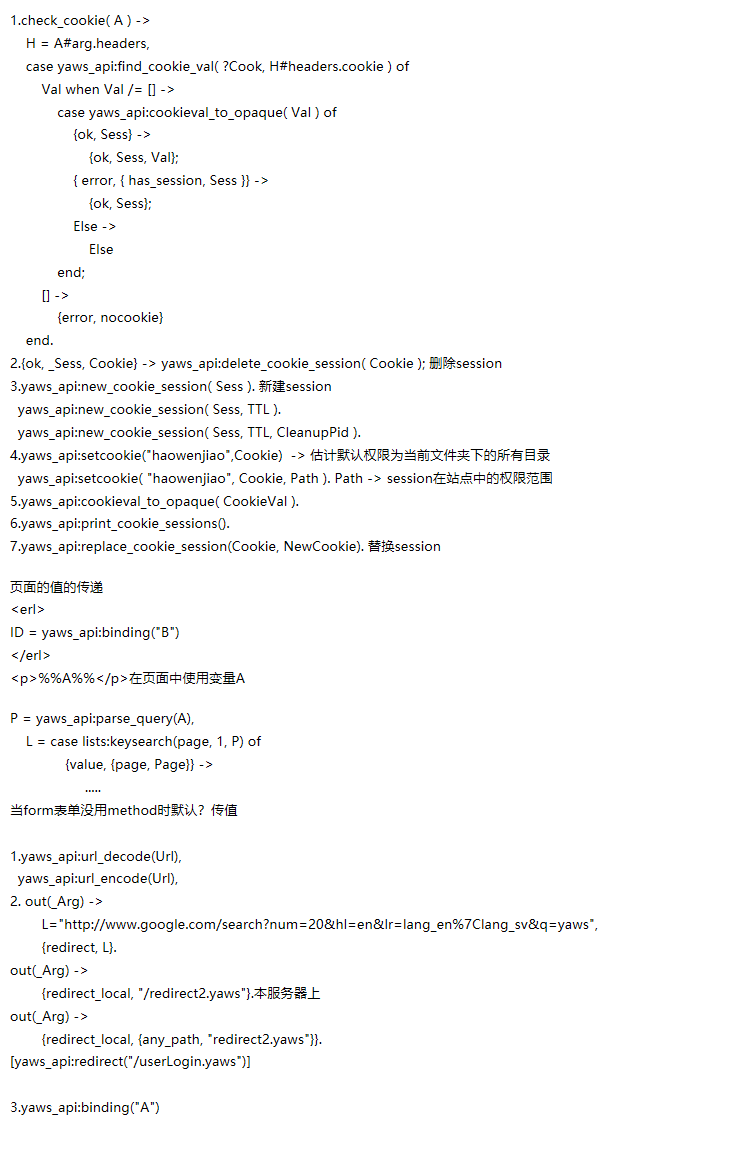 1.check_cookie( A ) ->
    H = A#arg.headers,
    case yaws_api:find_cookie_val( ?Cook, H#headers.cookie ) of
        Val when Val /= [] ->
            case yaws_api:cookieval_to_opaque( Val ) of
                {ok, Sess} ->
                    {ok, Sess, Val};
                { error, { has_session, Sess }} ->
                    {ok, Sess};
                Else ->
                    Else
            end;
        [] ->
            {error, nocookie}
    end.
2.{ok, _Sess, Cookie} -> yaws_api:delete_cookie_session( Cookie ); 删除session
3.yaws_api:new_cookie_session( Sess ). 新建session
  yaws_api:new_cookie_session( Sess, TTL ).
  yaws_api:new_cookie_session( Sess, TTL, CleanupPid ).
4.yaws_api:setcookie("haowenjiao",Cookie)  -> 估计默认权限为当前文件夹下的所有目录
  yaws_api:setcookie( "haowenjiao", Cookie, Path ). Path -> session在站点中的权限范围
5.yaws_api:cookieval_to_opaque( CookieVal ).
6.yaws_api:print_cookie_sessions().
7.yaws_api:replace_cookie_session(Cookie, NewCookie). 替换session
页面的值的传递
<erl>
ID = yaws_api:binding("B")
</erl>
<p>%%A%%</p>在页面中使用变量A
P = yaws_api:parse_query(A),
    L = case lists:keysearch(page, 1, P) of
              {value, {page, Page}} ->
                   .....
当form表单没用method时默认？传值
1.yaws_api:url_decode(Url),
  yaws_api:url_encode(Url),
2. out(_Arg) ->
        L="http://www.google.com/search?num=20&hl=en&lr=lang_en%7Clang_sv&q=yaws",
        {redirect, L}.
out(_Arg) ->
        {redirect_local, "/redirect2.yaws"}.本服务器上
out(_Arg) ->
        {redirect_local, {any_path, "redirect2.yaws"}}.
[yaws_api:redirect("/userLogin.yaws")]
3.yaws_api:binding("A")